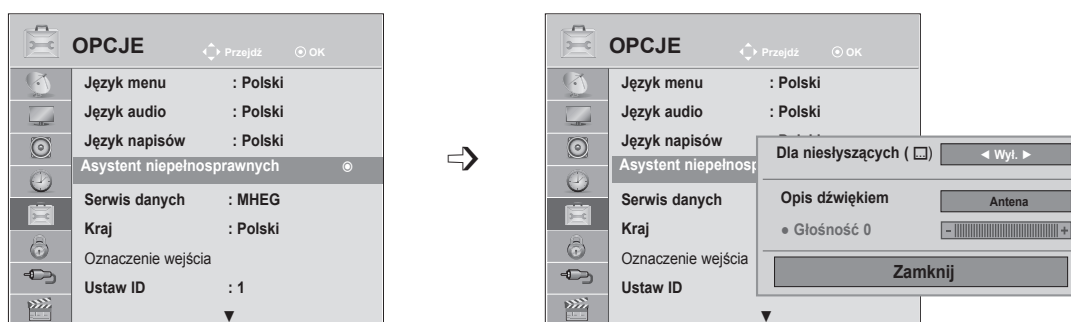 OPCJE Przejdź OK
Język menu : Polski
Język audio : Polski
Język napisów : Polski
Asystent niepełnosprawnych
Serwis danych : MHEG
Kraj : Polski
Oznaczenie wejścia
Ustaw ID : 1
▼
OPCJE Przejdź OK
Język menu : Polski
Język audio : Polski
Język napisów
Asystent niepełnosp
Serwis danych
Kraj
Oznaczenie wejścia
Ustaw ID
▼
Dla niesłyszących ( ) ◄ Wył. ►
Opis dźwiękiem Antena
● Głośność 0 - +
Zamknij